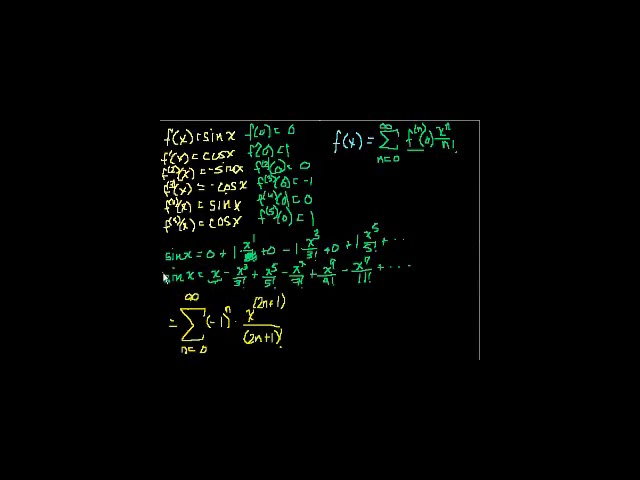 f(x) = sin x f(0) = 0 f(x) = ∞ Σ n=0 f⁽ⁿ⁾(0) xⁿ/n!
f'(x) = cos x f'(0) = 1
f⁽²⁾(x) = -sin x f⁽²⁾(0) = 0
f⁽³⁾(x) = -cos x f⁽³⁾(0) = -1
f⁽⁴⁾(x) = sin x f⁽⁴⁾(0) = 0
f⁽⁵⁾(x) = cos x f⁽⁵⁾(0) = 1
sin x = 0 + 1 · x¹ + 0 - 1 · x³/3! + 0 + 1 x⁵/5! + ...
sin x = x - x³/3! + x⁵/5! - x⁷/7! + x⁹/9! - x¹¹/11! + ...
= ∞ Σ n=0 (-1)ⁿ · x⁽²ⁿ⁺¹⁾/(2n+1)!